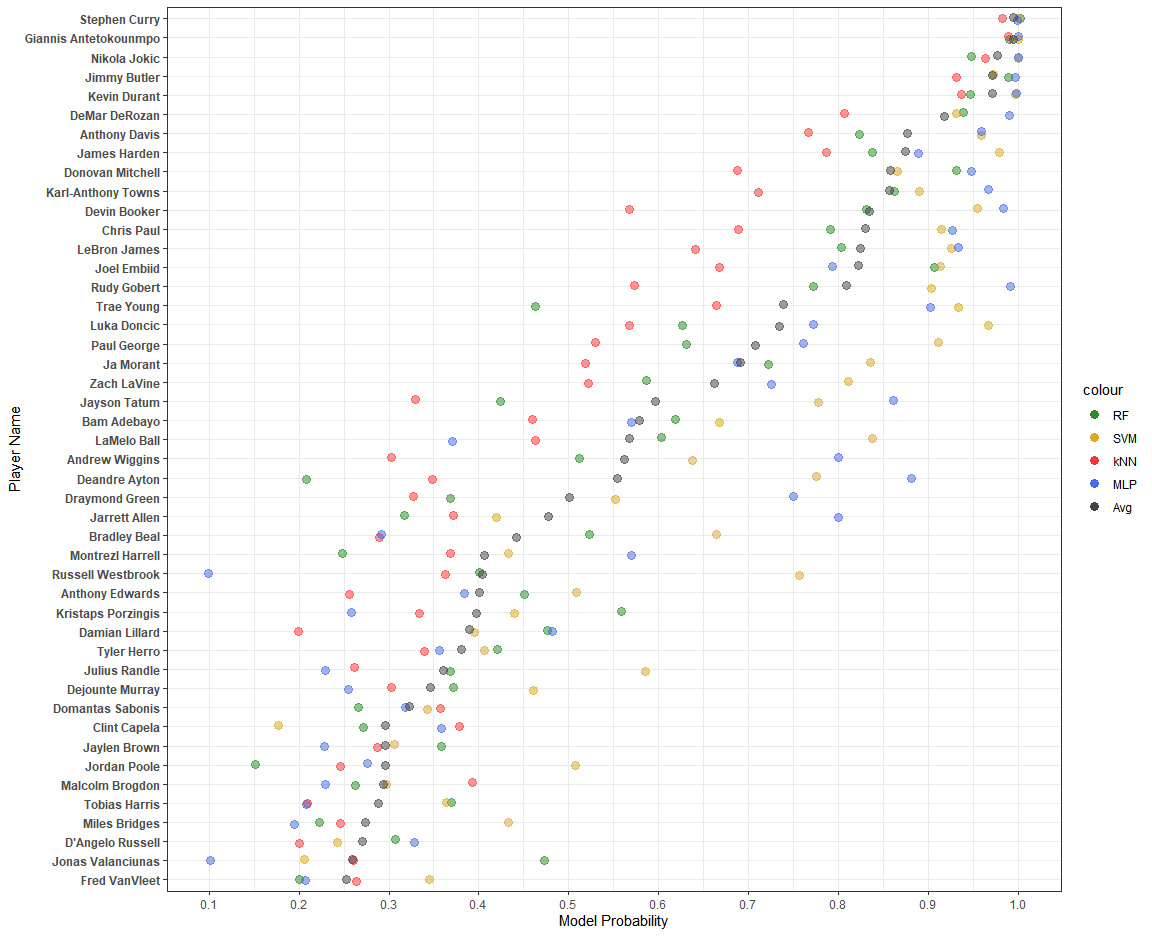 Stephen Curry
Giannis Antetokounmpo
Nikola Jokic
Jimmy Butler
Kevin Durant
DeMar DeRozan
Anthony Davis
James Harden
Donovan Mitchell
Karl-Anthony Towns
Devin Booker
Chris Paul
LeBron James
Joel Embiid
Rudy Gobert
Trae Young
Luka Doncic
Paul George
Ja Morant
Zach LaVine
Jayson Tatum
Bam Adebayo
LaMelo Ball
Andrew Wiggins
Deandre Ayton
Draymond Green
Jarrett Allen
Bradley Beal
Montrezl Harrell
Russell Westbrook
Anthony Edwards
Kristaps Porzingis
Damian Lillard
Tyler Herro
Julius Randle
Dejounte Murray
Domantas Sabonis
Clint Capela
Jaylen Brown
Jordan Poole
Malcolm Brogdon
Tobias Harris
Miles Bridges
D'Angelo Russell
Jonas Valanciunas
Fred VanVleet
Player Name
0.1 0.2 0.3 0.4 0.5 0.6 0.7 0.8 0.9 1.0
Model Probability
colour
RF
SVM
kNN
MLP
Avg